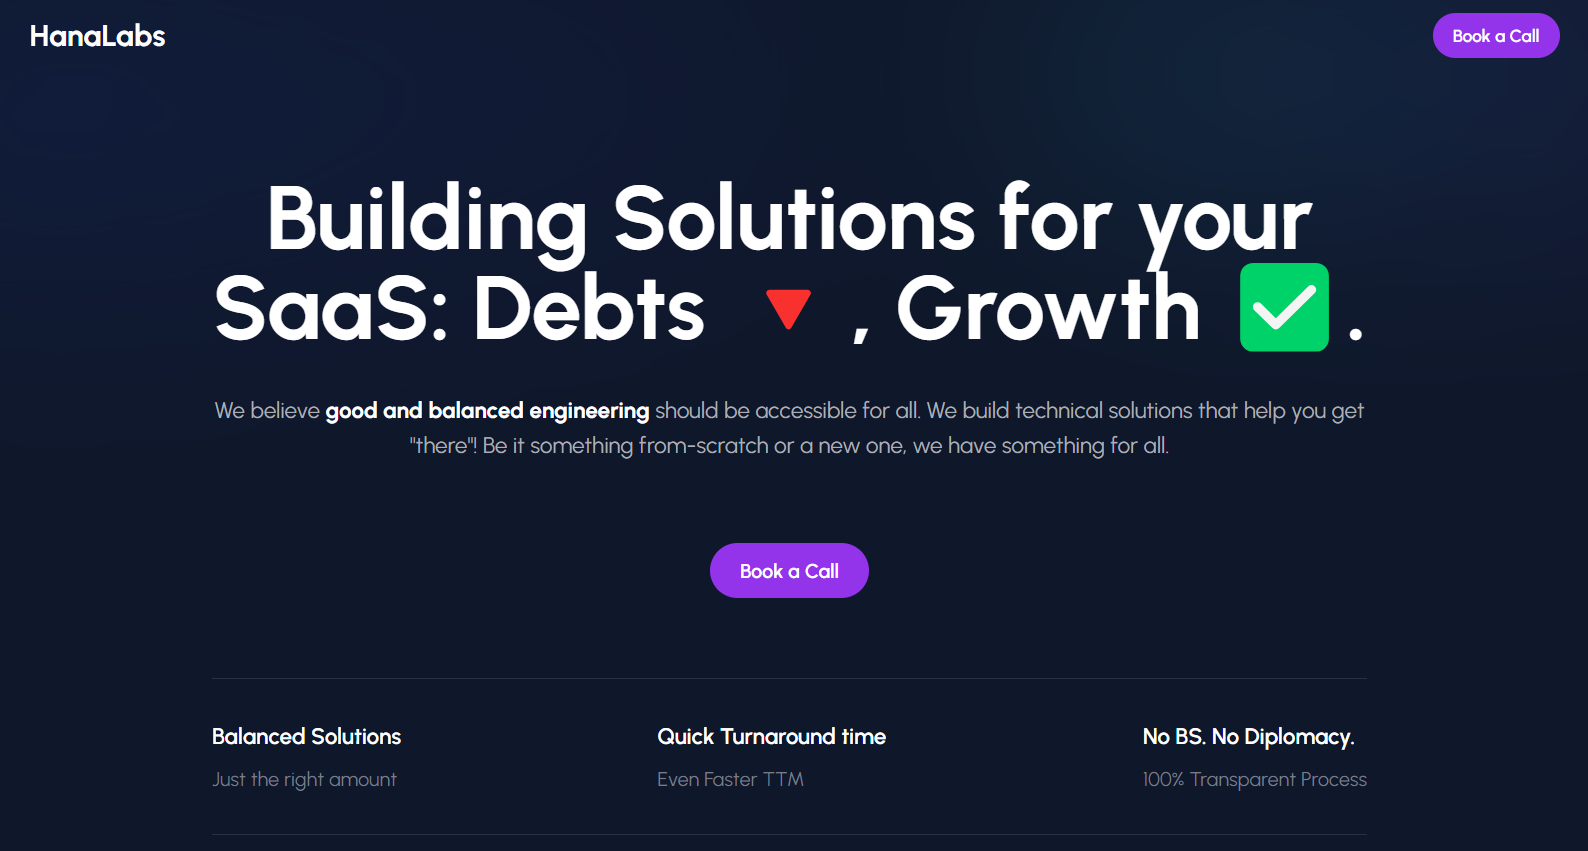 HanaLabs
Book a Call
Building Solutions for your
SaaS: Debts 🔻, Growth ✅.
We believe good and balanced engineering should be accessible for all. We build technical solutions that help you get
"there"! Be it something from-scratch or a new one, we have something for all.
Book a Call
Balanced Solutions
Just the right amount
Quick Turnaround time
Even Faster TTM
No BS. No Diplomacy.
100% Transparent Process